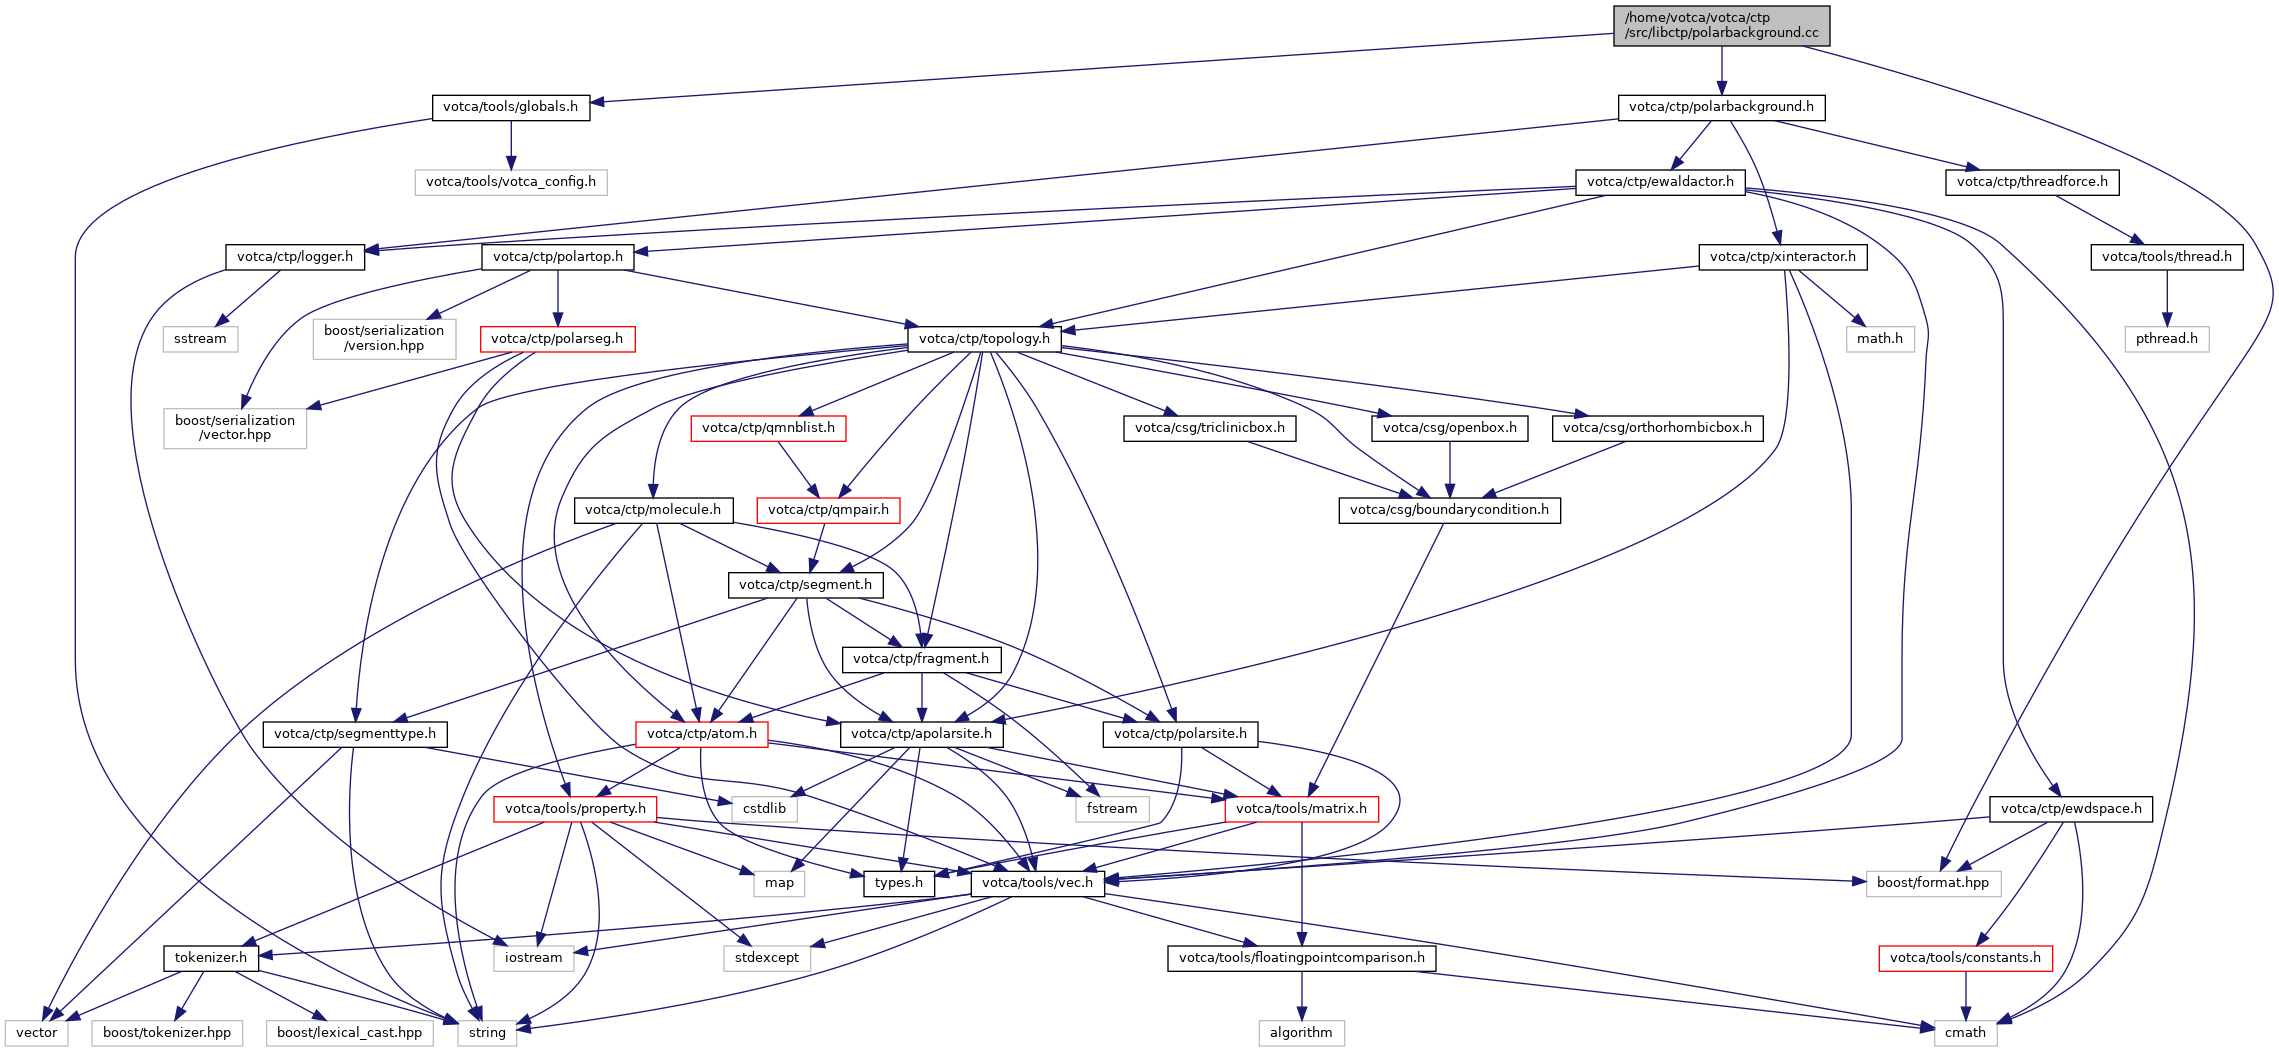 /home/votca/votca/ctp
/src/libctp/polarbackground.cc
votca/tools/globals.h
votca/ctp/polarbackground.h
votca/tools/votca_config.h
votca/ctp/ewaldactor.h
votca/ctp/threadforce.h
votca/ctp/logger.h
votca/ctp/polartop.h
votca/ctp/xinteractor.h
votca/tools/thread.h
sstream
boost/serialization
/version.hpp
votca/ctp/polarseg.h
votca/ctp/topology.h
math.h
pthread.h
boost/serialization
/vector.hpp
votca/ctp/qmnblist.h
votca/csg/triclinicbox.h
votca/csg/openbox.h
votca/csg/orthorhombicbox.h
votca/ctp/molecule.h
votca/ctp/qmpair.h
votca/csg/boundarycondition.h
votca/ctp/segment.h
votca/ctp/fragment.h
votca/ctp/segmenttype.h
votca/ctp/atom.h
votca/ctp/apolarsite.h
votca/ctp/polarsite.h
votca/tools/property.h
cstdlib
fstream
votca/tools/matrix.h
votca/ctp/ewdspace.h
map
types.h
votca/tools/vec.h
boost/format.hpp
tokenizer.h
iostream
stdexcept
votca/tools/floatingpointcomparison.h
votca/tools/constants.h
vector
boost/tokenizer.hpp
boost/lexical_cast.hpp
string
algorithm
cmath